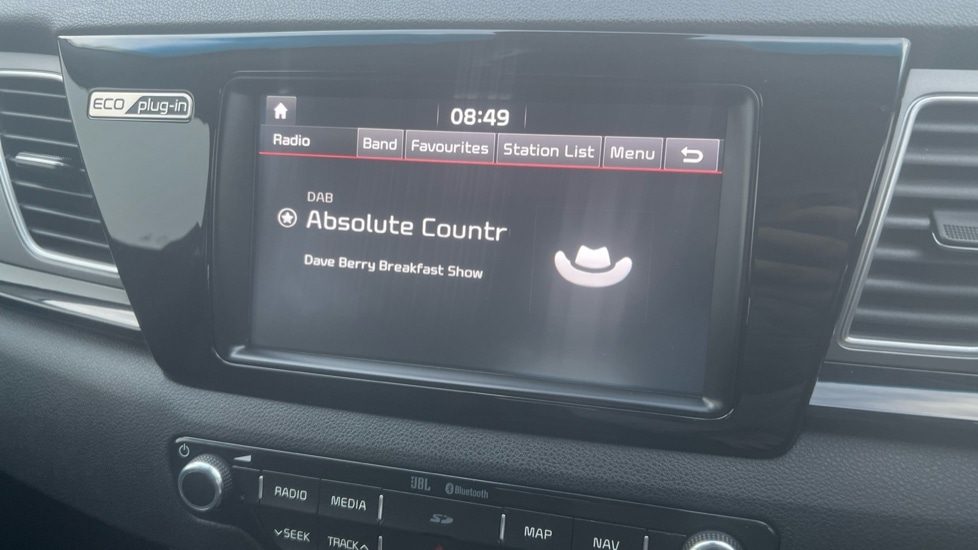 ECO plug-in
08:49
Radio Band Favourites Station List Menu
DAB
Absolute Countr
Dave Berry Breakfast Show
JBL Bluetooth
RADIO MEDIA SD MAP NAV
SEEK TRACK